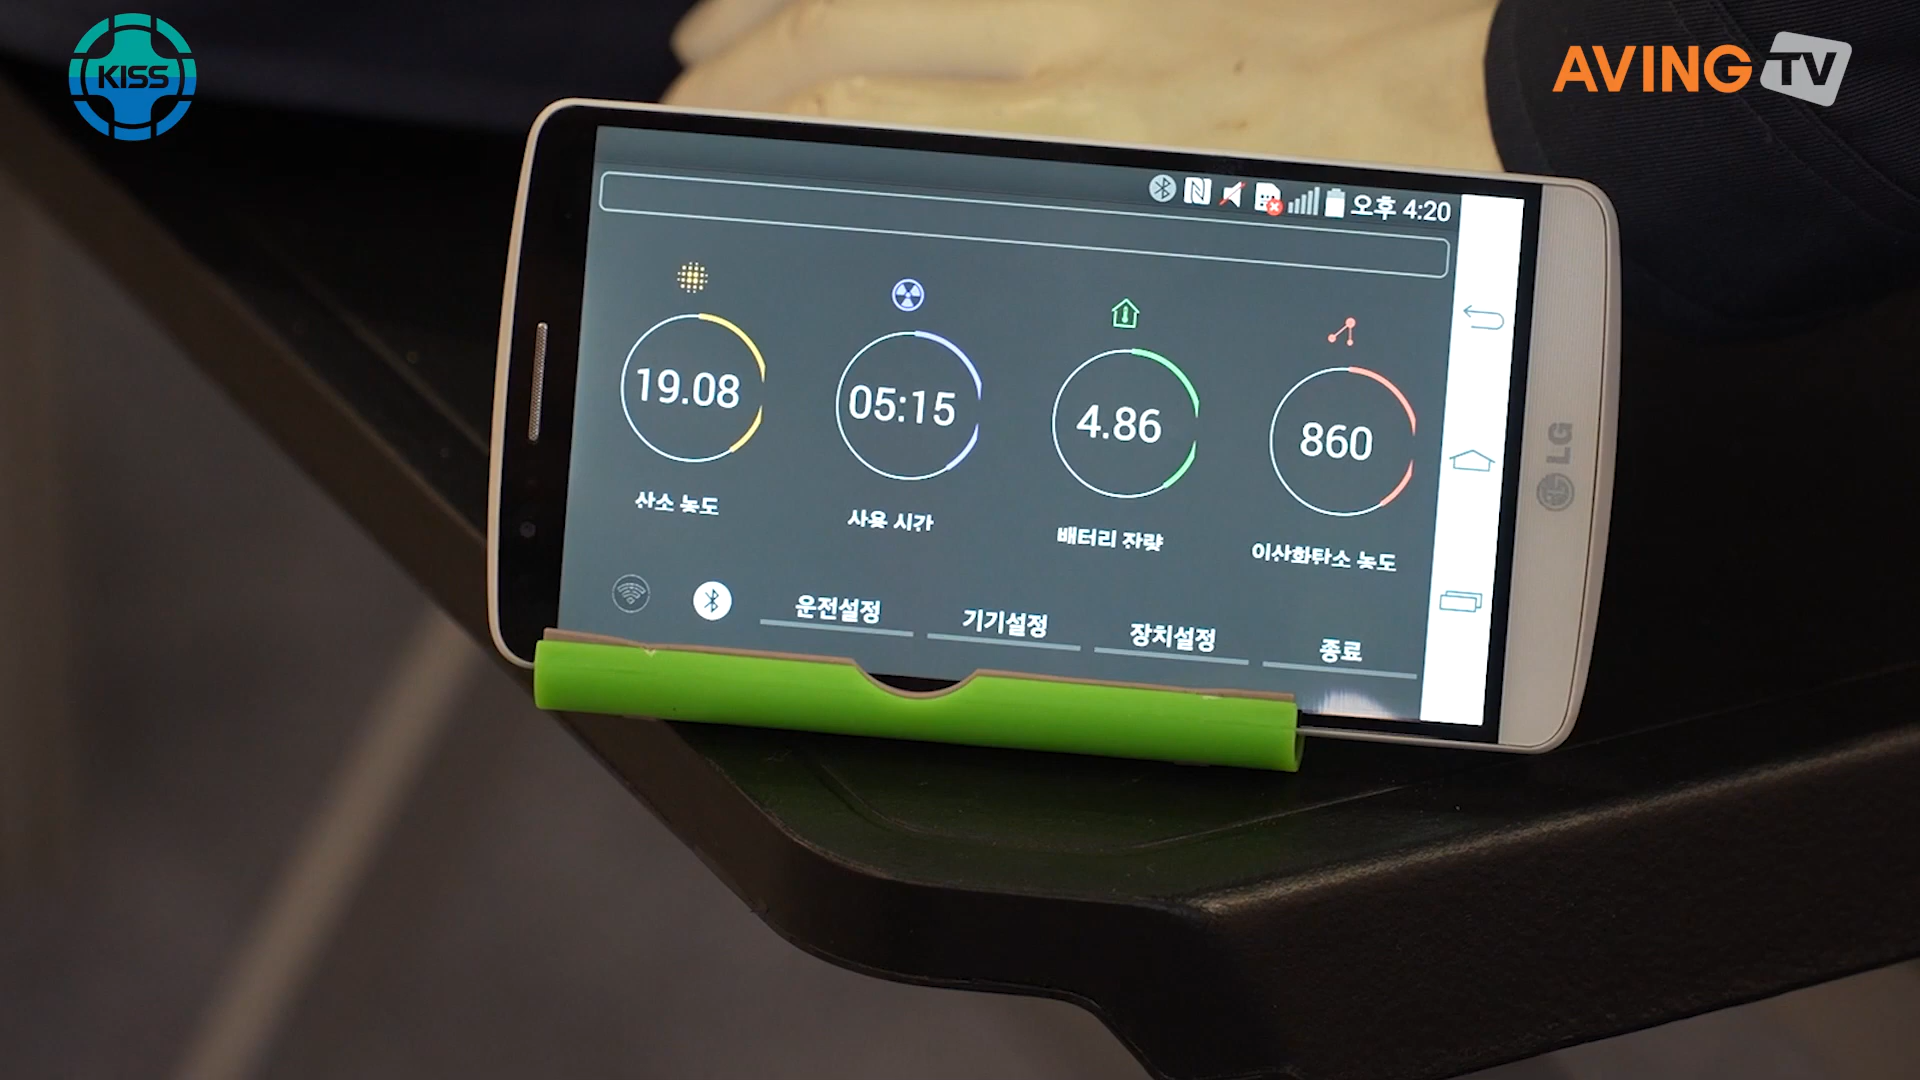 KISS
AVING TV
오후 4:20
19.08
05:15
4.86
860
산소 농도
사용 시간
배터리 잔량
이산화탄소 농도
운전설정
기기설정
장치설정
종료
LG